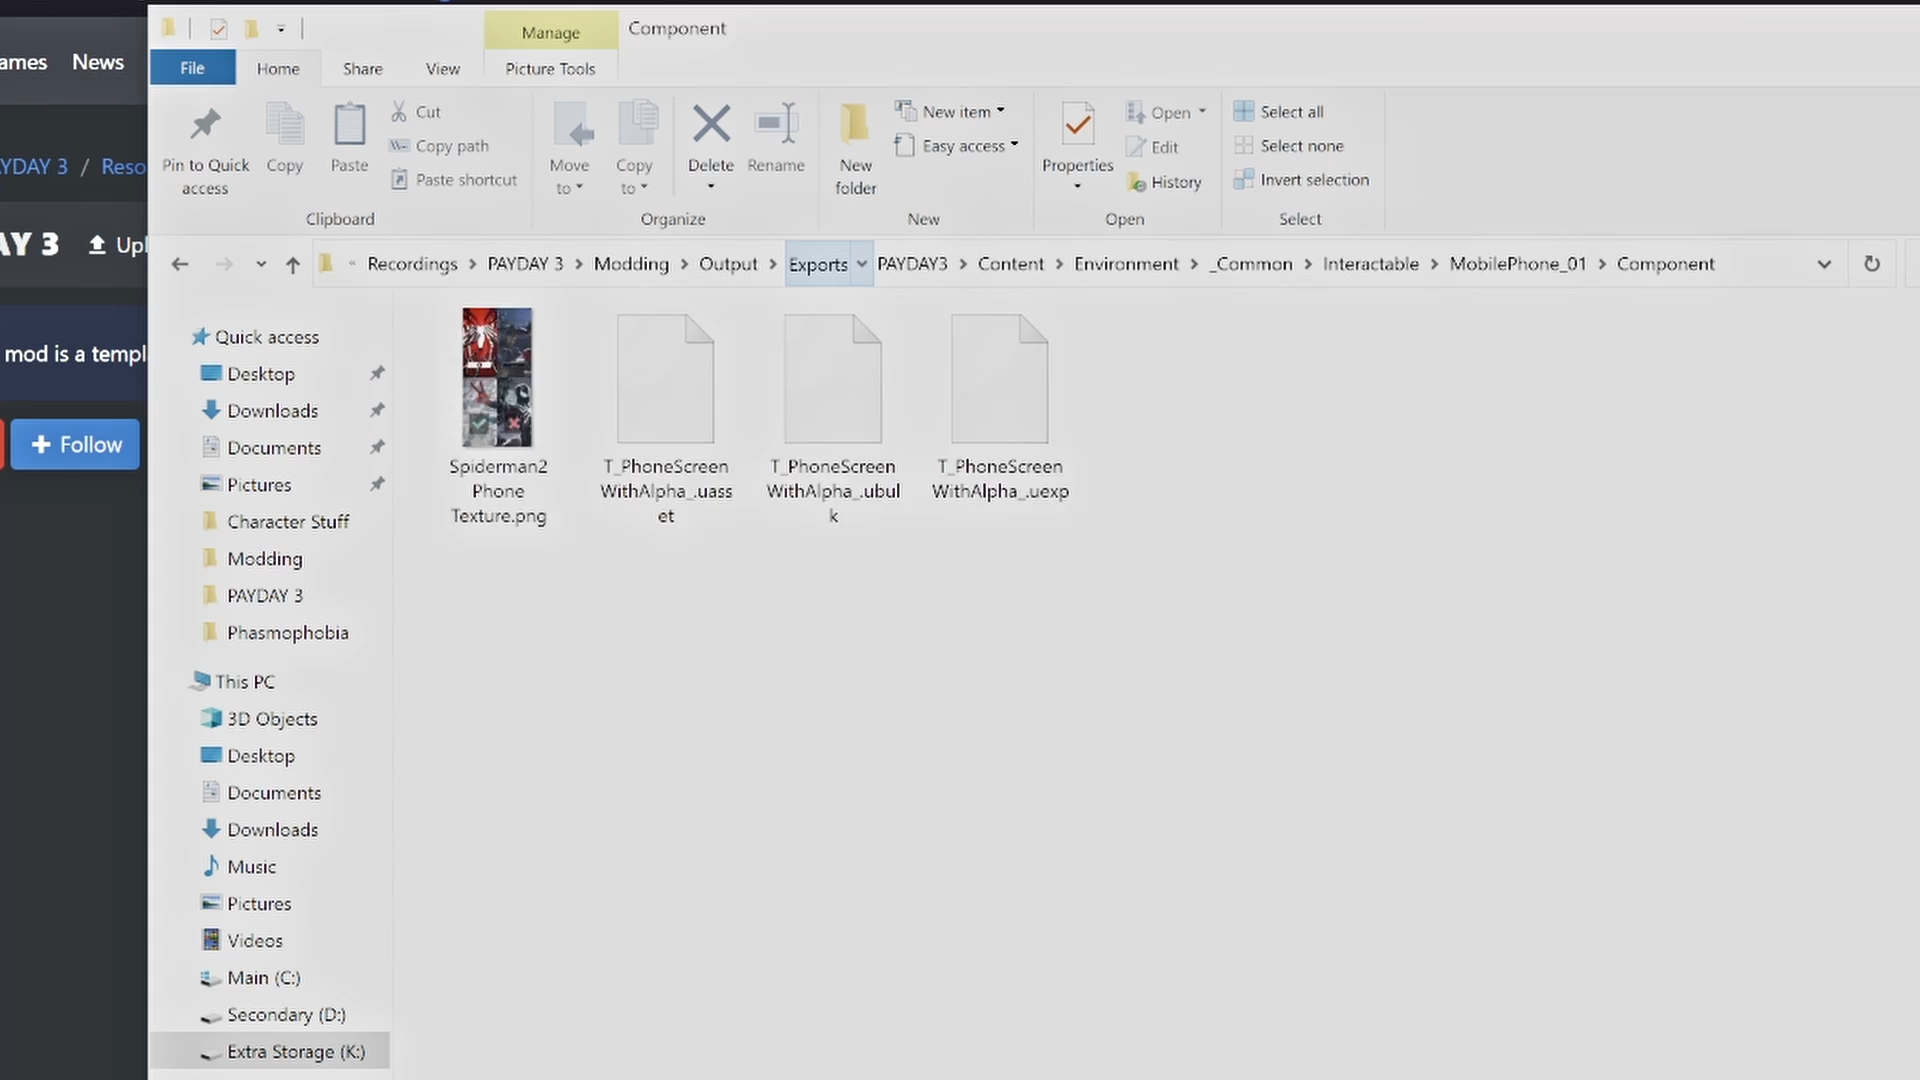 Manage
Component
ames
News
File
Home
Share
View
Picture Tools
Pin to Quick
access
Copy
Paste
Cut
Copy path
Paste shortcut
Move
to
Copy
to
Delete
Rename
New
folder
New item
Easy access
Properties
Open
Edit
History
Select all
Select none
Invert selection
Clipboard
Organize
New
Open
Select
YDAY 3 / Reso
AY 3
Upl
« Recordings > PAYDAY 3 > Modding > Output > Exports PAYDAY3 > Content > Environment > _Common > Interactable > MobilePhone_01 > Component
mod is a templ
+ Follow
Quick access
Desktop
Downloads
Documents
Pictures
Character Stuff
Modding
PAYDAY 3
Phasmophobia
This PC
3D Objects
Desktop
Documents
Downloads
Music
Pictures
Videos
Main (C:)
Secondary (D:)
Extra Storage (K:)
Spiderman2
Phone
Texture.png
T_PhoneScreen
WithAlpha_.uass
et
T_PhoneScreen
WithAlpha_.ubul
k
T_PhoneScreen
WithAlpha_.uexp